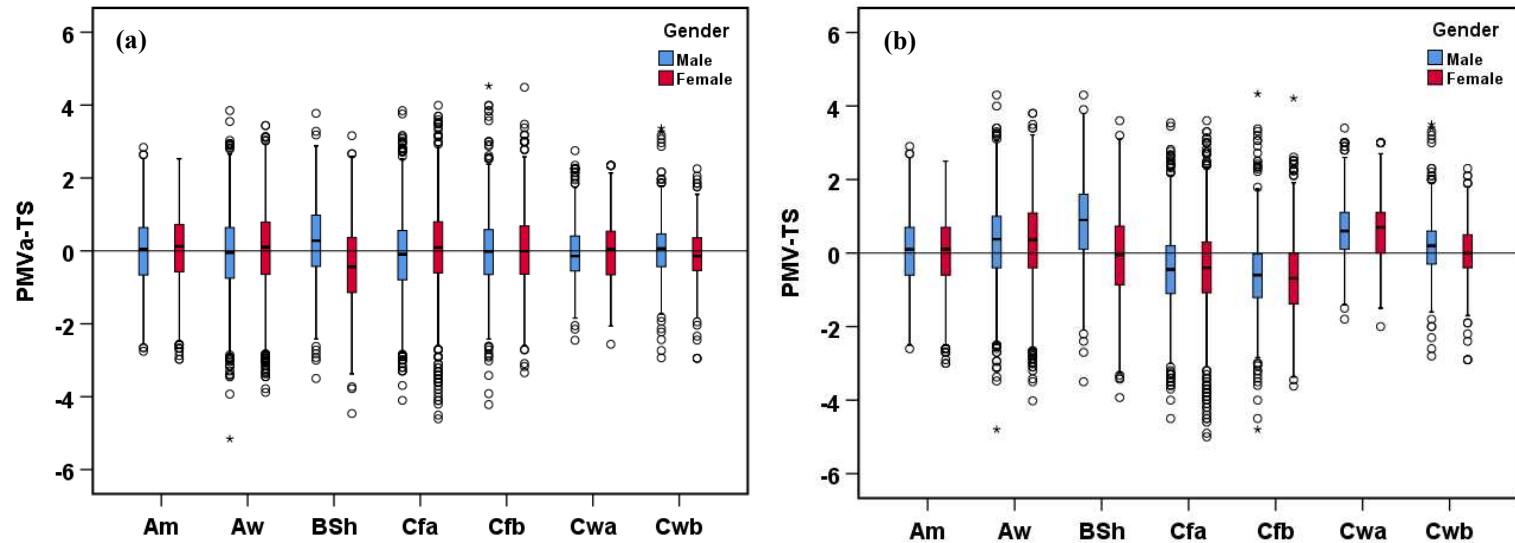 (a)
Gender
Male
Female
PMVa-TS
6
4
2
0
-2
-4
-6
Am Aw BSh Cfa Cfb Cwa Cwb
(b)
Gender
Male
Female
PMV-TS
6
4
2
0
-2
-4
-6
Am Aw BSh Cfa Cfb Cwa Cwb